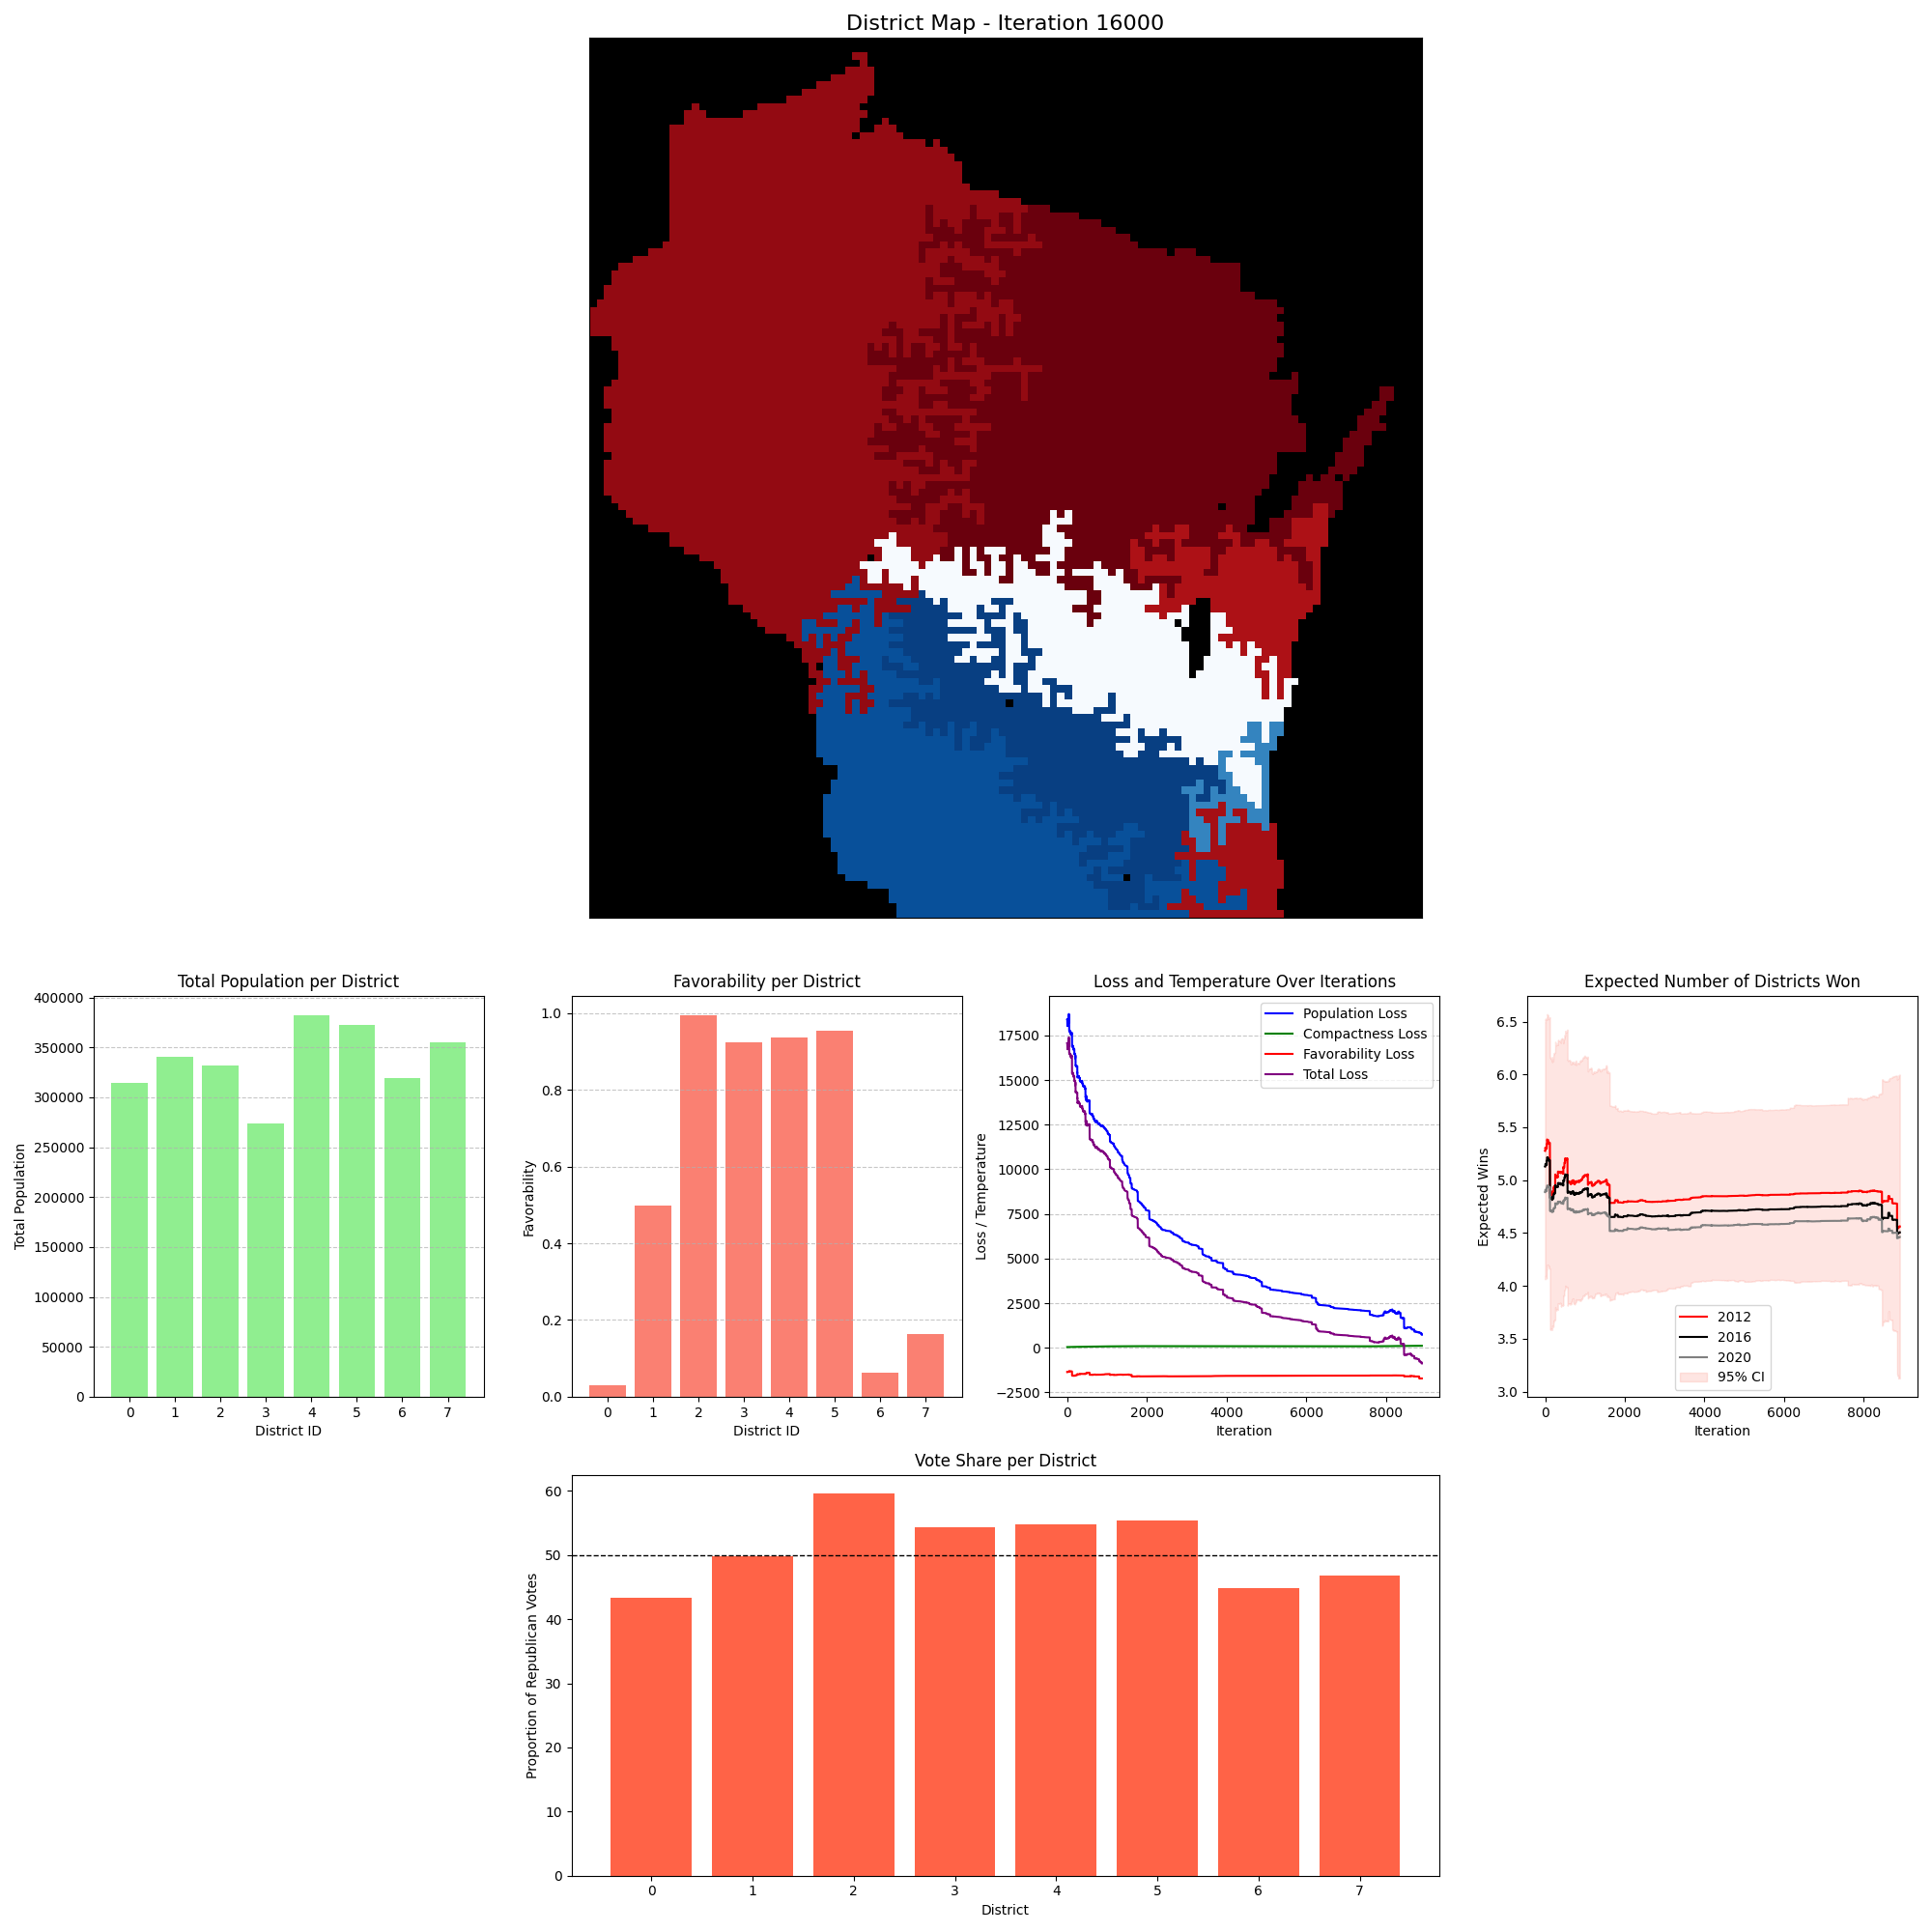 District Map - Iteration 16000
Total Population per District
Total Population
400000
350000
300000
250000
200000
150000
100000
50000
0
0 1 2 3 4 5 6 7
District ID
Favorability per District
Favorability
1.0
0.8
0.6
0.4
0.2
0.0
0 1 2 3 4 5 6 7
District ID
Loss and Temperature Over Iterations
Loss / Temperature
17500
15000
12500
10000
7500
5000
2500
0
−2500
Population Loss
Compactness Loss
Favorability Loss
Total Loss
0 2000 4000 6000 8000
Iteration
Expected Number of Districts Won
Expected Wins
6.5
6.0
5.5
5.0
4.5
4.0
3.5
3.0
2012
2016
2020
95% CI
0 2000 4000 6000 8000
Iteration
Vote Share per District
Proportion of Republican Votes
60
50
40
30
20
10
0
0 1 2 3 4 5 6 7
District